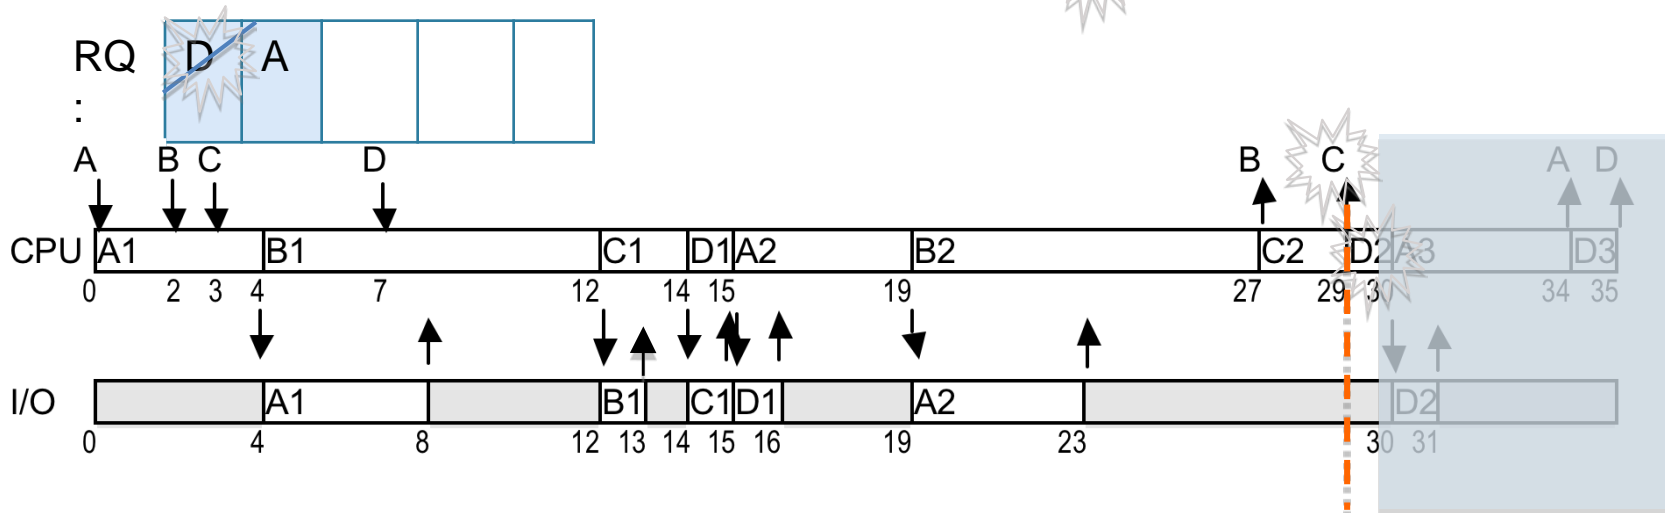 RQ D A
:
A B C D B C A D
CPU A1 B1 C1 D1 A2 B2 C2 D2 A3 D3
0 2 3 4 7 12 14 15 19 27 29 30 34 35
I/O A1 B1 C1 D1 A2 D2
0 4 8 12 13 14 15 16 19 23 30 31